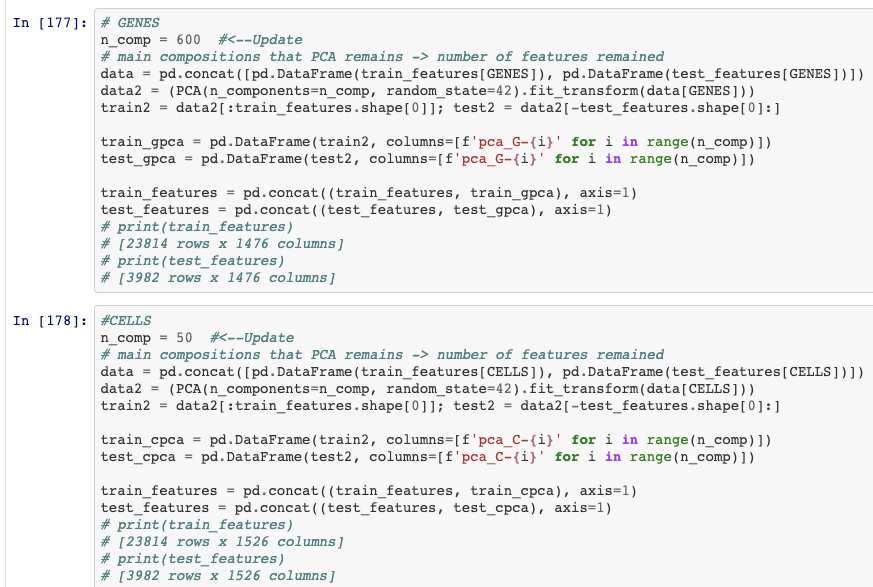 In [177]: # GENES
n_comp = 600  #<--Update
# main compositions that PCA remains -> number of features remained
data = pd.concat([pd.DataFrame(train_features[GENES]), pd.DataFrame(test_features[GENES])])
data2 = (PCA(n_components=n_comp, random_state=42).fit_transform(data[GENES]))
train2 = data2[:train_features.shape[0]]; test2 = data2[-test_features.shape[0]:]
train_gpca = pd.DataFrame(train2, columns=[f'pca_G-{i}' for i in range(n_comp)])
test_gpca = pd.DataFrame(test2, columns=[f'pca_G-{i}' for i in range(n_comp)])
train_features = pd.concat((train_features, train_gpca), axis=1)
test_features = pd.concat((test_features, test_gpca), axis=1)
# print(train_features)
# [23814 rows x 1476 columns]
# print(test_features)
# [3982 rows x 1476 columns]
In [178]: #CELLS
n_comp = 50  #<--Update
# main compositions that PCA remains -> number of features remained
data = pd.concat([pd.DataFrame(train_features[CELLS]), pd.DataFrame(test_features[CELLS])])
data2 = (PCA(n_components=n_comp, random_state=42).fit_transform(data[CELLS]))
train2 = data2[:train_features.shape[0]]; test2 = data2[-test_features.shape[0]:]
train_cpca = pd.DataFrame(train2, columns=[f'pca_C-{i}' for i in range(n_comp)])
test_cpca = pd.DataFrame(test2, columns=[f'pca_C-{i}' for i in range(n_comp)])
train_features = pd.concat((train_features, train_cpca), axis=1)
test_features = pd.concat((test_features, test_cpca), axis=1)
# print(train_features)
# [23814 rows x 1526 columns]
# print(test_features)
# [3982 rows x 1526 columns]